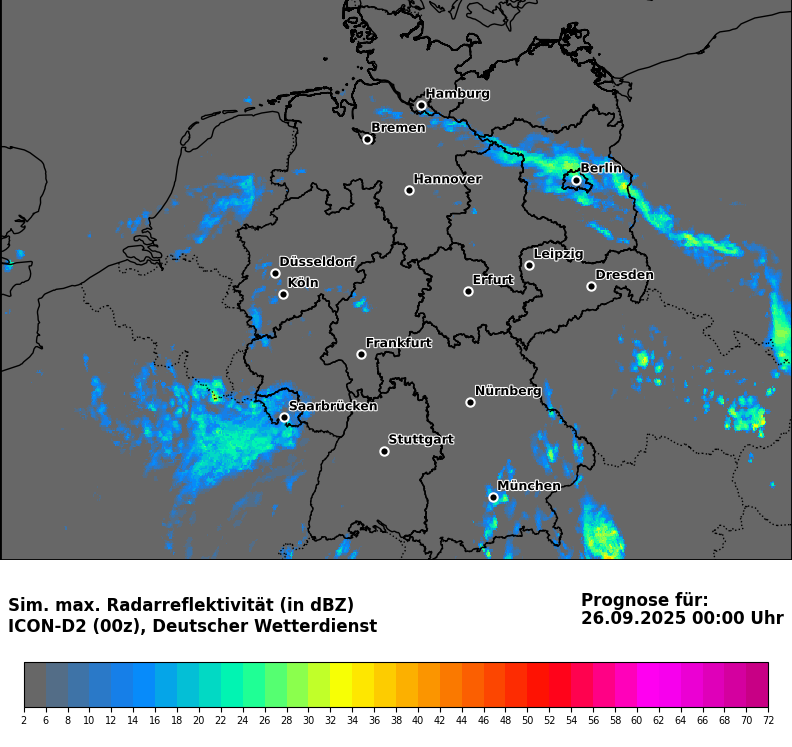 Hamburg
Bremen
Berlin
Hannover
Leipzig
Düsseldorf
Dresden
Erfurt
Köln
Frankfurt
Nürnberg
Saarbrücken
Stuttgart
München
Sim. max. Radarreflektivität (in dBZ)
ICON-D2 (00z), Deutscher Wetterdienst
Prognose für:
26.09.2025 00:00 Uhr
2 6 8 10 12 14 16 18 20 22 24 26 28 30 32 34 36 38 40 42 44 46 48 50 52 54 56 58 60 62 64 66 68 70 72